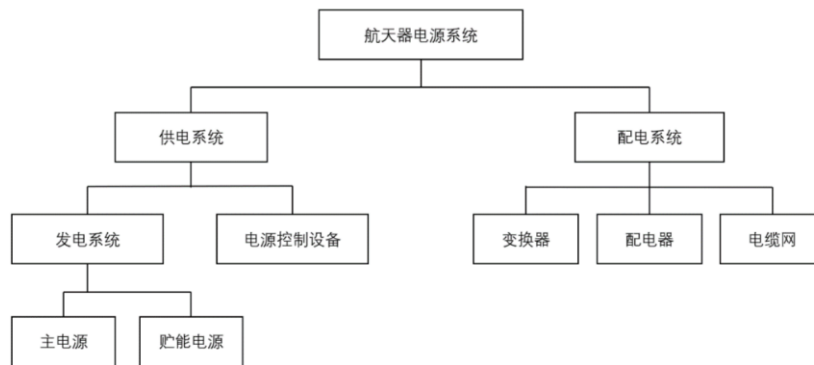 航天器电源系统
供电系统
配电系统
发电系统
电源控制设备
变换器
配电器
电缆网
主电源
贮能电源